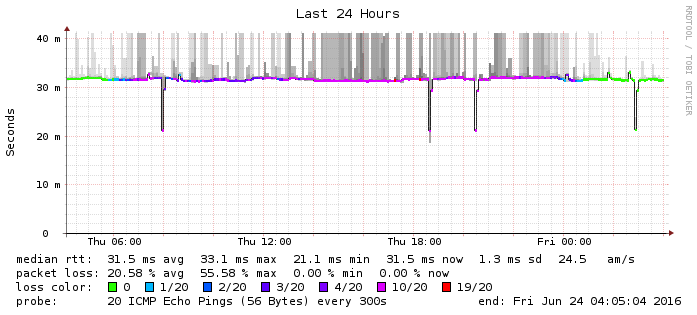 Last 24 Hours
RRDTOOL / TOBI OETIKER
Seconds
40 m
30 m
20 m
10 m
0
Thu 06:00 Thu 12:00 Thu 18:00 Fri 00:00
median rtt: 31.5 ms avg 33.1 ms max 21.1 ms min 31.5 ms now 1.3 ms sd 24.5 am/s
packet loss: 20.58 % avg 55.58 % max 0.00 % min 0.00 % now
loss color: 0 1/20 2/20 3/20 4/20 10/20 19/20
probe: 20 ICMP Echo Pings (56 Bytes) every 300s end: Fri Jun 24 04:05:04 2016